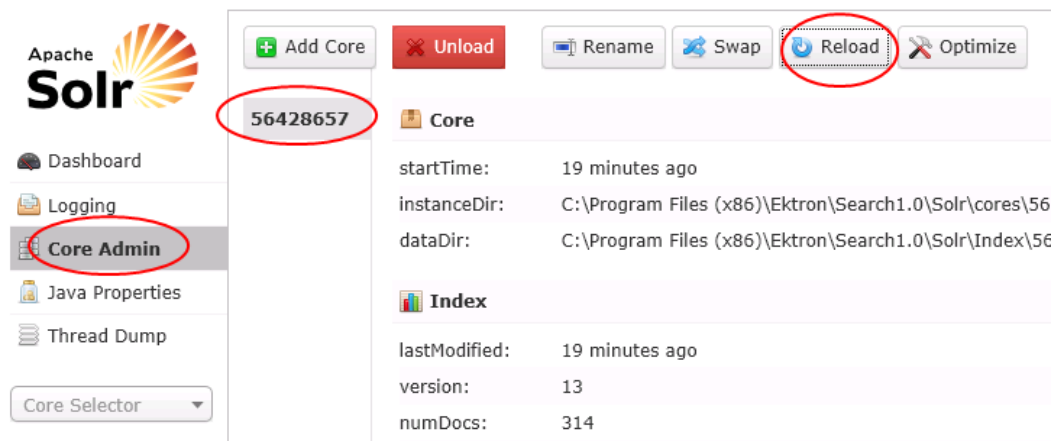 Apache
Solr
Dashboard
Logging
Core Admin
Java Properties
Thread Dump
Core Selector
Add Core
Unload
Rename
Swap
Reload
Optimize
56428657
Core
startTime: 19 minutes ago
instanceDir: C:\Program Files (x86)\Ektron\Search1.0\Solr\cores\56
dataDir: C:\Program Files (x86)\Ektron\Search1.0\Solr\Index\56
Index
lastModified: 19 minutes ago
version: 13
numDocs: 314